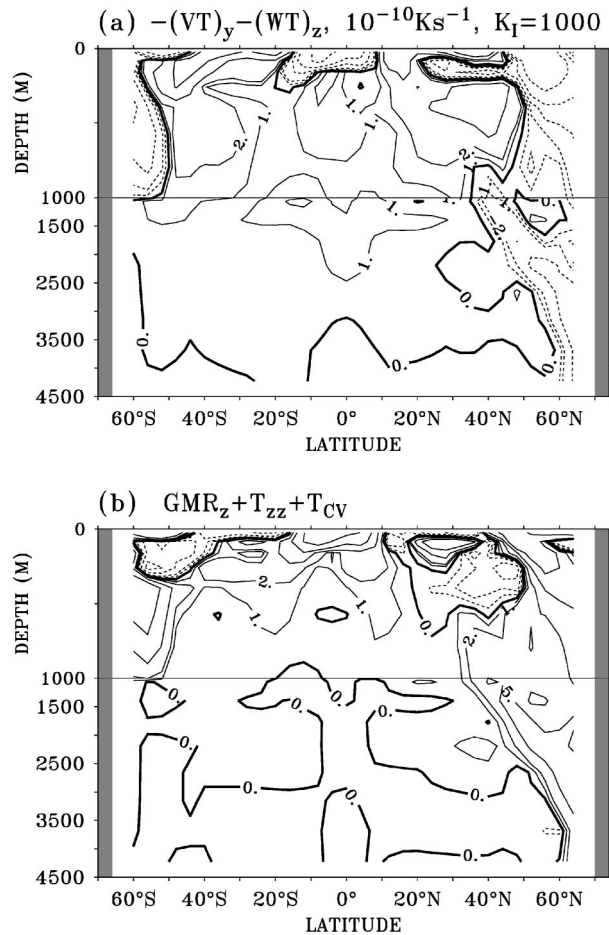 (a) −(VT)y−(WT)z, 10−10Ks−1, KI=1000
DEPTH (M)
0
1000
1500
2500
3500
4500
60°S 40°S 20°S 0° 20°N 40°N 60°N
LATITUDE
2. 1. 1. 1. 2.
1. 1. 1. 0.
2.
1. 0.
0. 0. 0.
(b) GMRz+Tzz+TCV
DEPTH (M)
0
1000
1500
2500
3500
4500
60°S 40°S 20°S 0° 20°N 40°N 60°N
LATITUDE
2. 1. 1. 0. 1.
2.
0. 0. 0. 5.
0.
0. 0. 0.
0. 0.